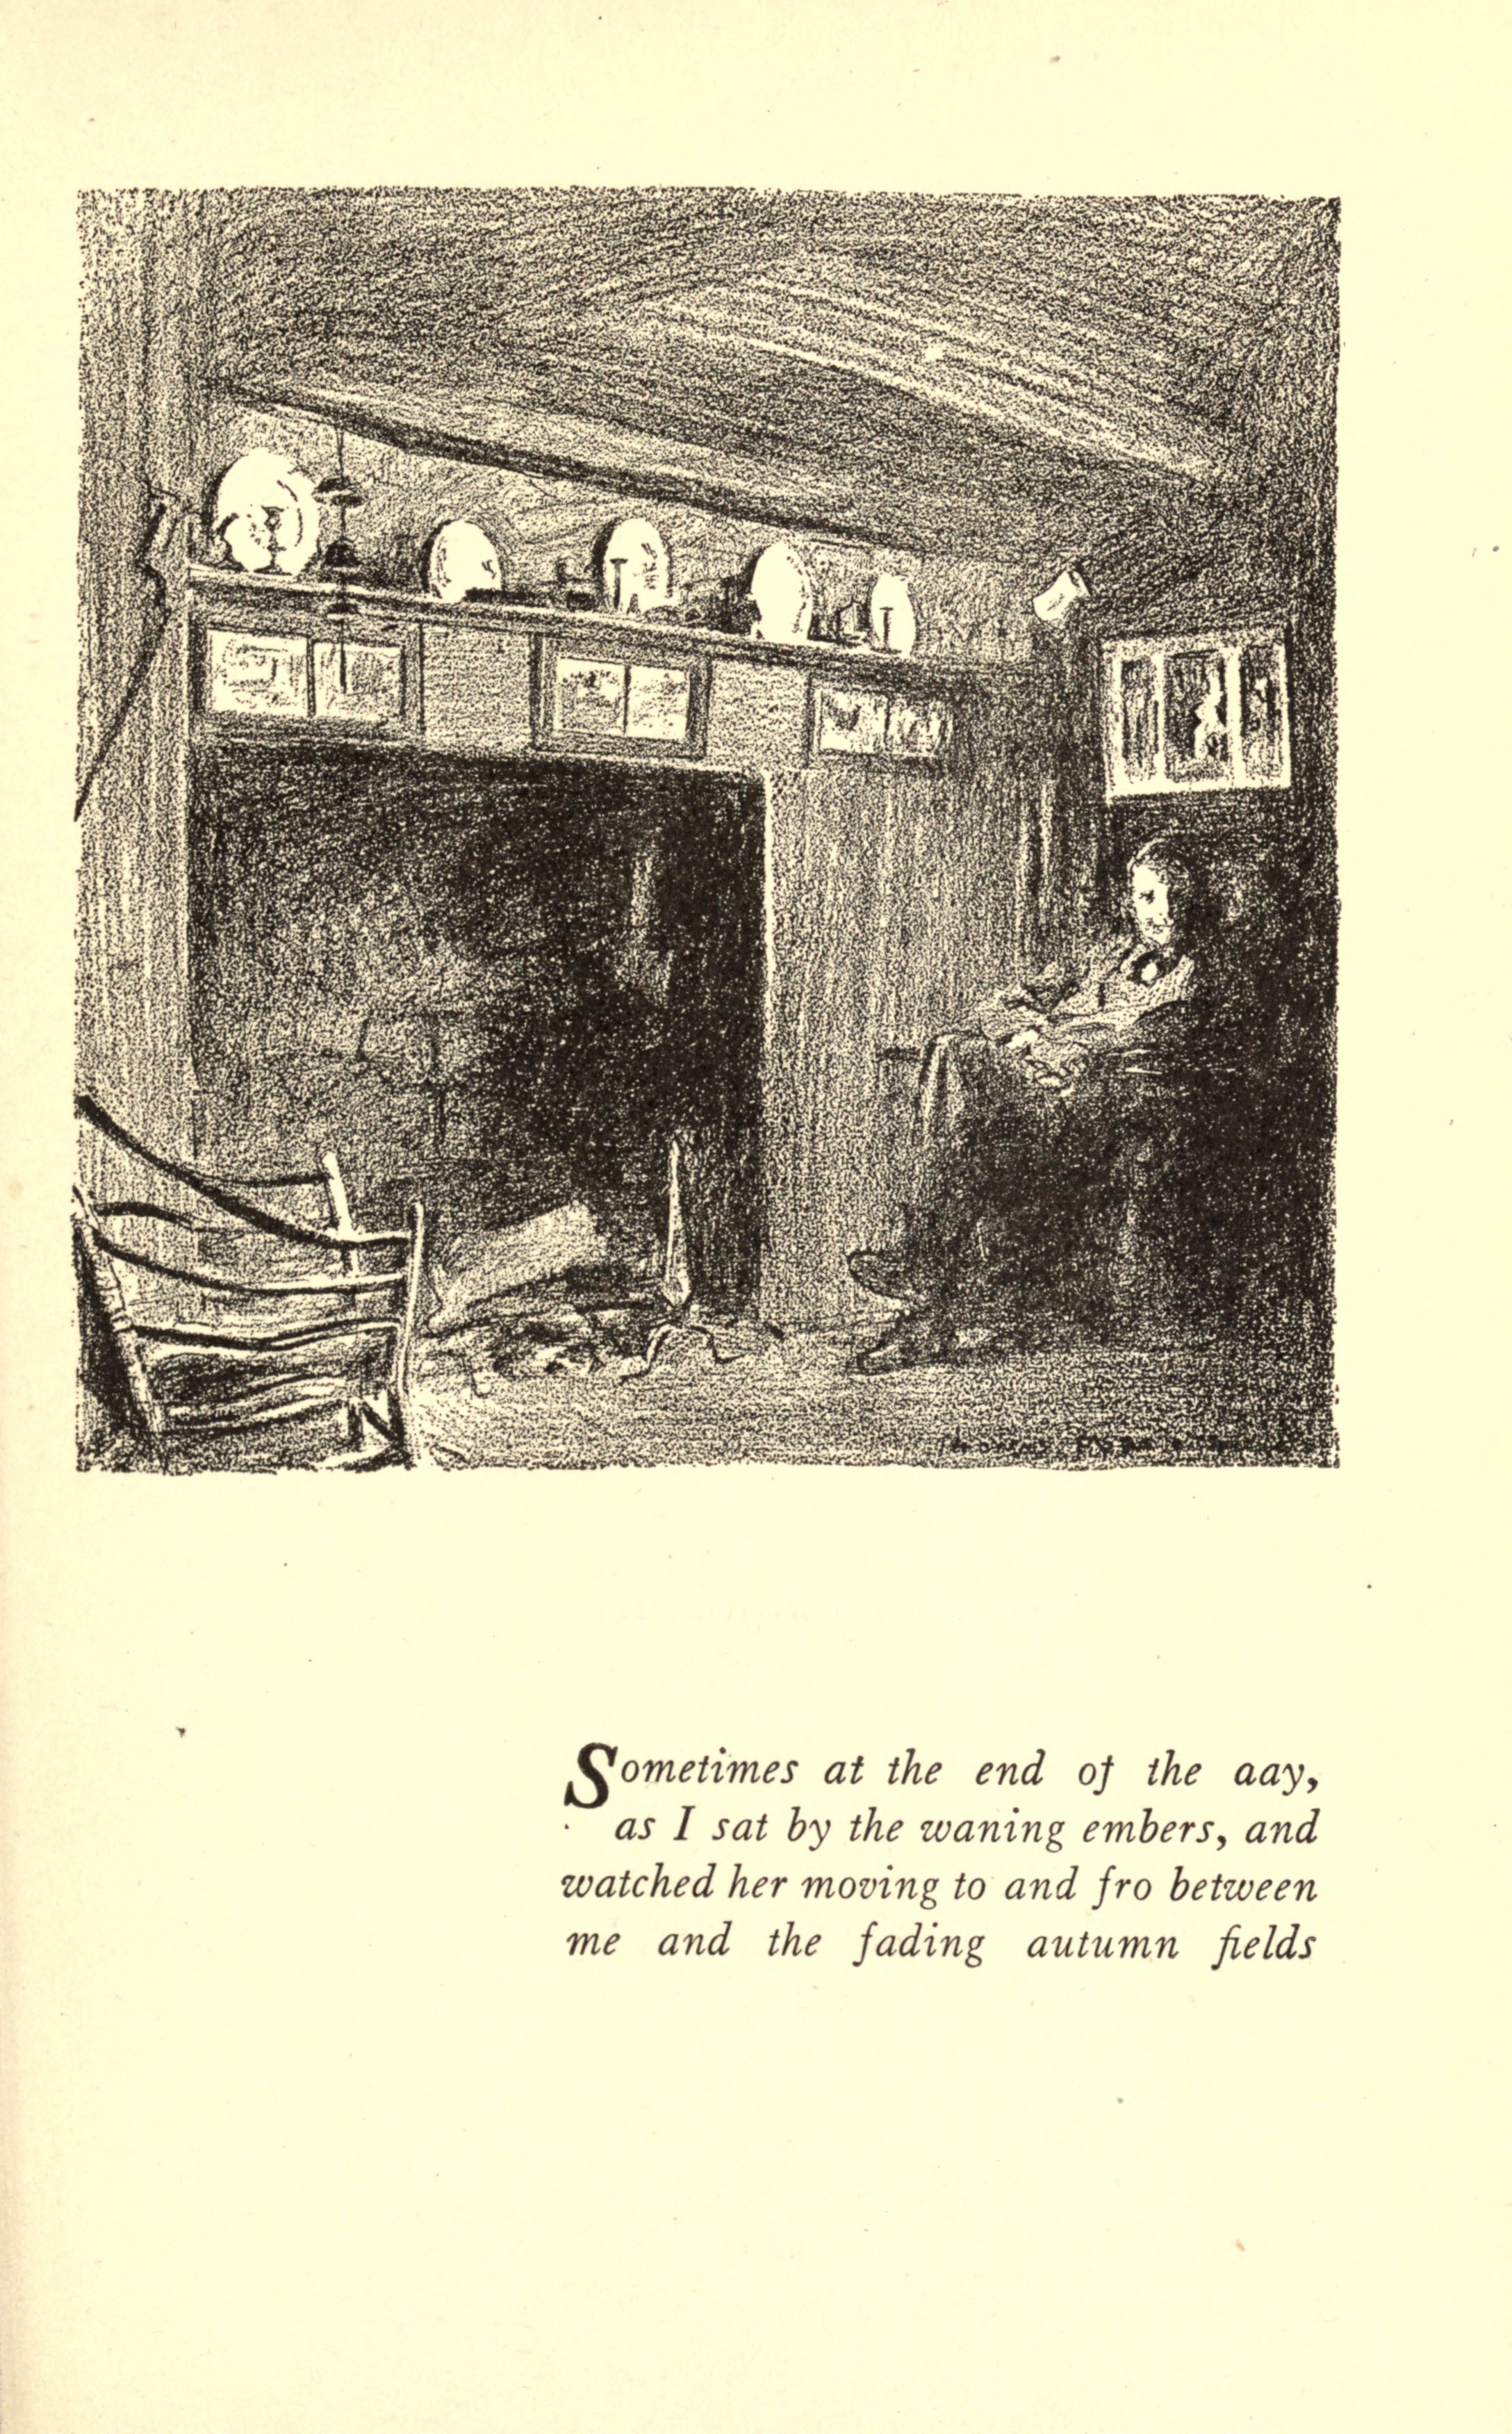 Sometimes at the end of the aay,
as I sat by the waning embers, and
watched her moving to and fro between
me and the fading autumn fields